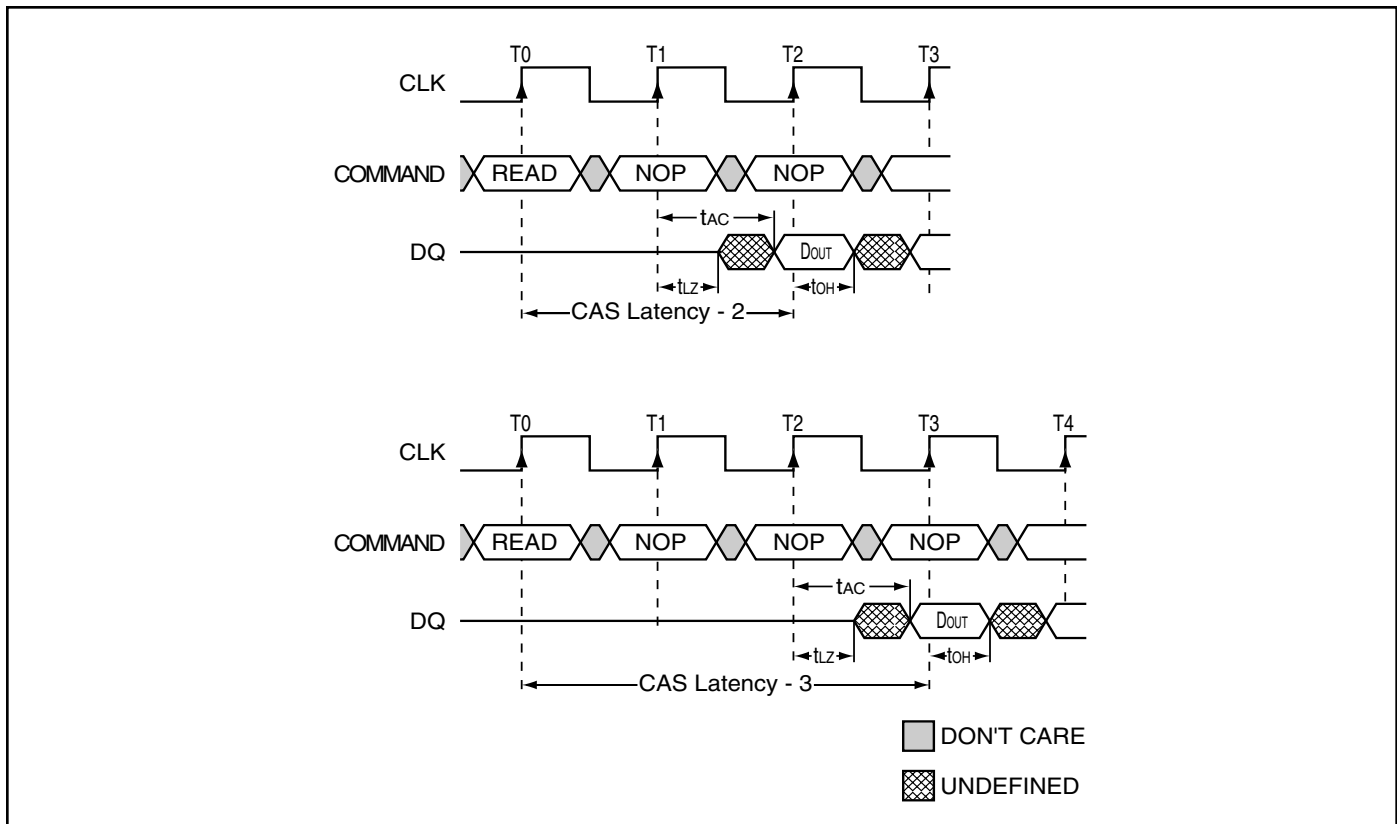 T0 T1 T2 T3
CLK
COMMAND READ NOP NOP
tAC
DQ DOUT
tLZ tOH
CAS Latency - 2
T0 T1 T2 T3 T4
CLK
COMMAND READ NOP NOP NOP
tAC
DQ DOUT
tLZ tOH
CAS Latency - 3
DON'T CARE
UNDEFINED